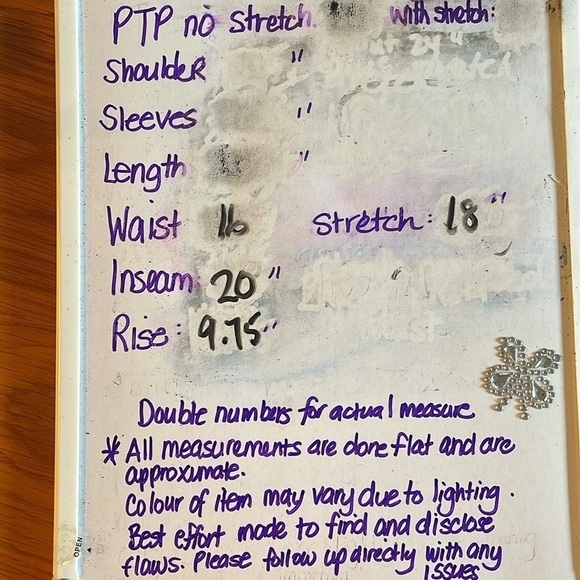 PTP no stretch with stretch:
Shoulder "
Sleeves "
Length "
Waist 16 stretch: 18"
Inseam: 20"
Rise: 9.75"
Double numbers for actual measure
* All measurements are done flat and are
approximate.
Colour of item may vary due to lighting.
Best effort made to find and disclose
flaws. Please follow up directly with any
issues
OPEN